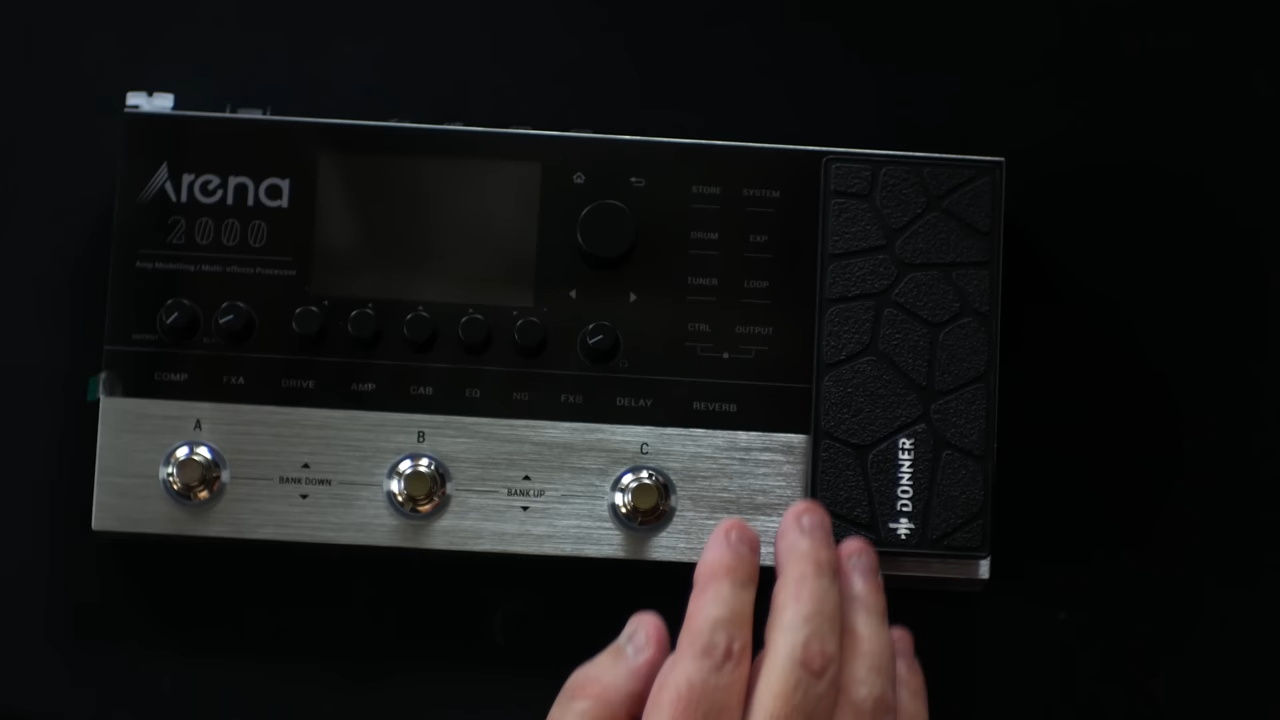 Arena
2000
Amp Modelling / Multi-effects Processor
STORE SYSTEM
DRUM EXP
TUNER LOOP
CTRL OUTPUT
COMP FXA DRIVE AMP CAB EQ NG FXB DELAY REVERB
A B C
BANK DOWN
BANK UP
DONNER